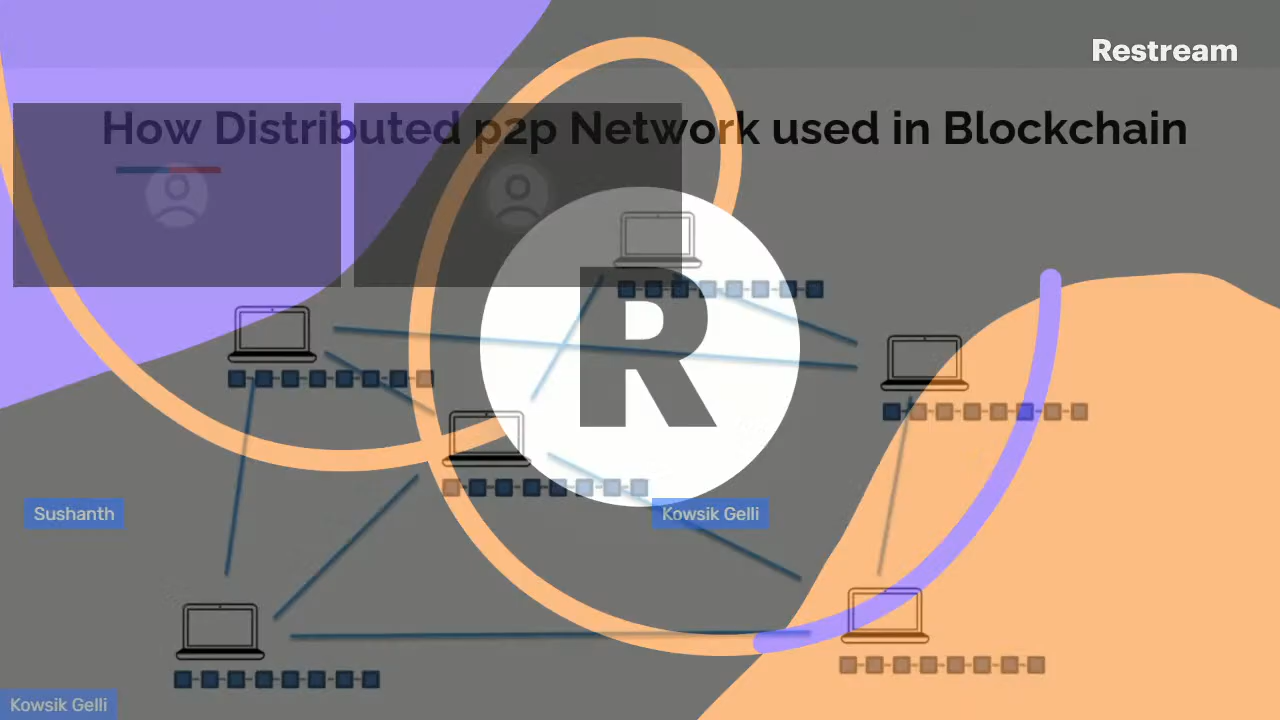 Restream
How Distributed p2p Network used in Blockchain
R
Sushanth
Kowsik Gelli
Kowsik Gelli